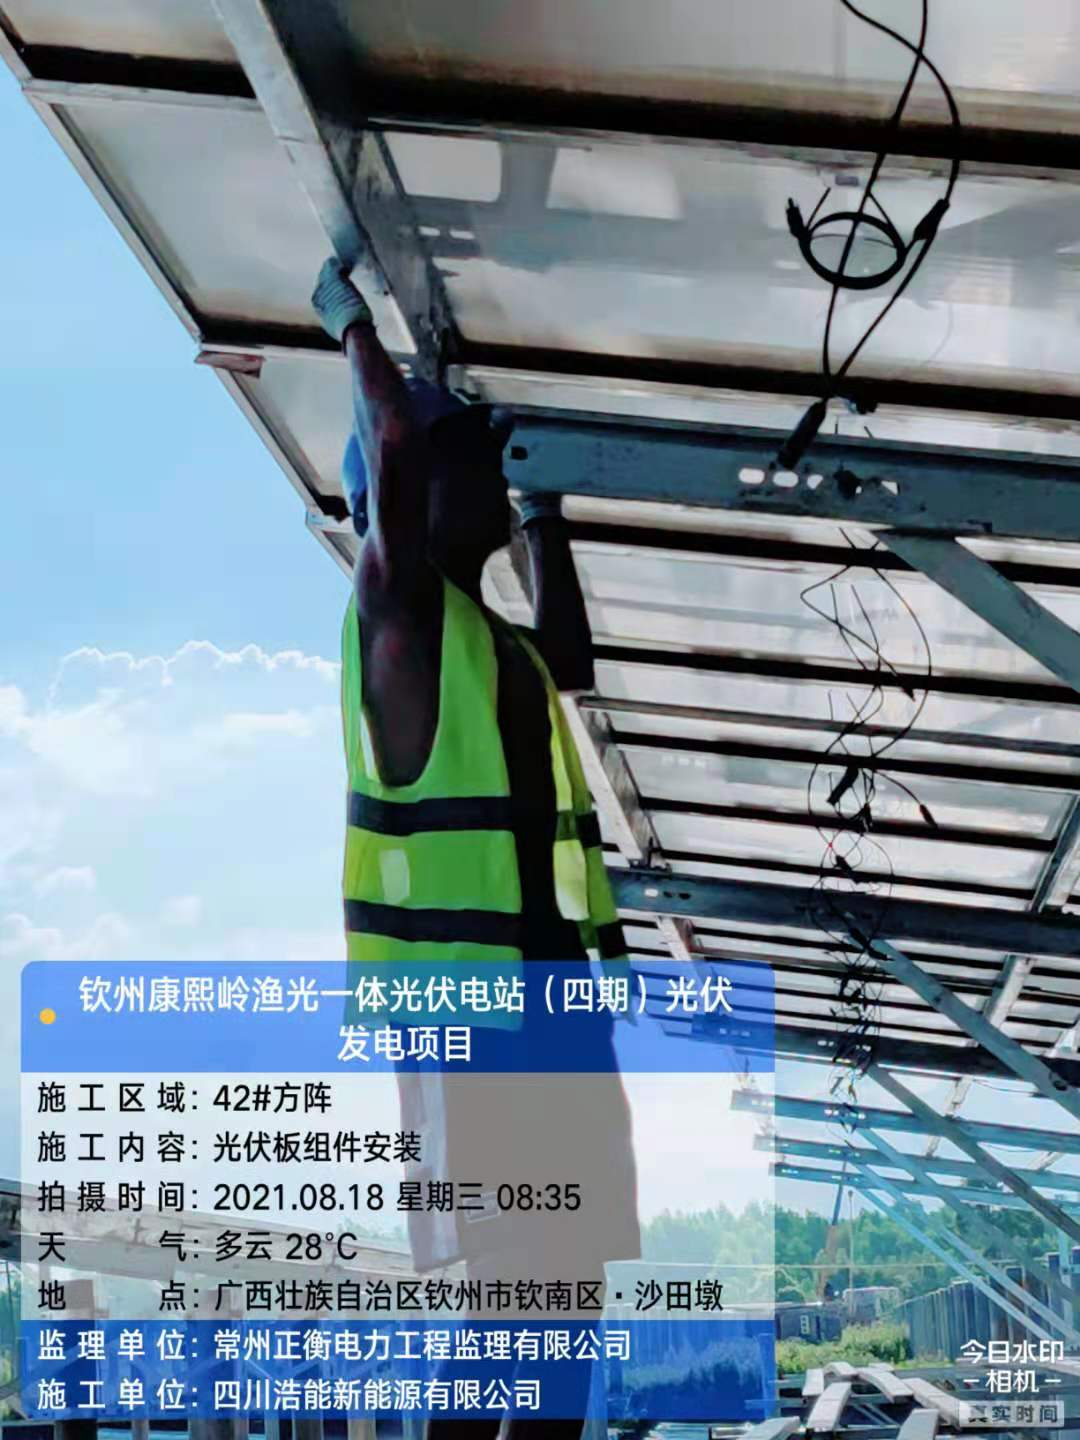 钦州康熙岭渔光一体光伏电站（四期）光伏
发电项目
施工区域：42#方阵
施工内容：光伏板组件安装
拍摄时间：2021.08.18 星期三 08:35
天气：多云 28℃
地点：广西壮族自治区钦州市钦南区·沙田墩
监理单位：常州正衡电力工程监理有限公司
施工单位：四川浩能新能源有限公司
今日水印
相机
真实时间